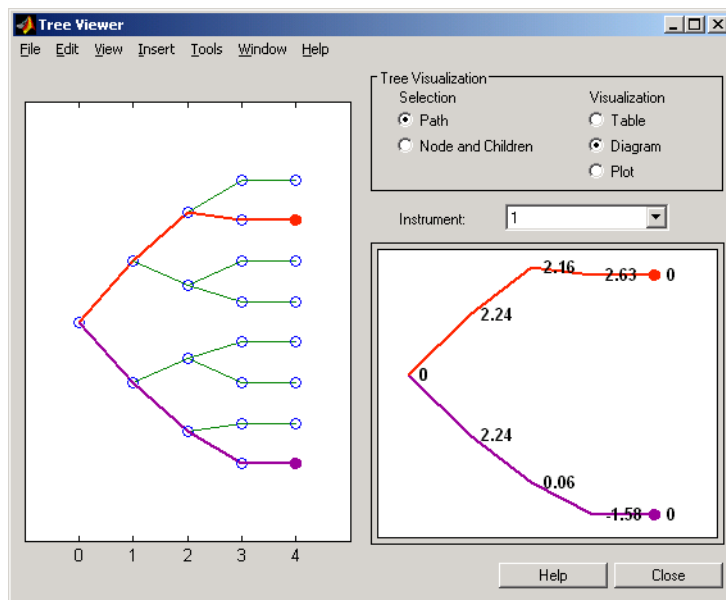 Tree Viewer
File Edit View Insert Tools Window Help
Tree Visualization
Selection Visualization
Path Table
Node and Children Diagram
Plot
Instrument: 1
2.16 2.63 0
2.24
0
2.24
0.06
-1.58 0
0 1 2 3 4
Help Close